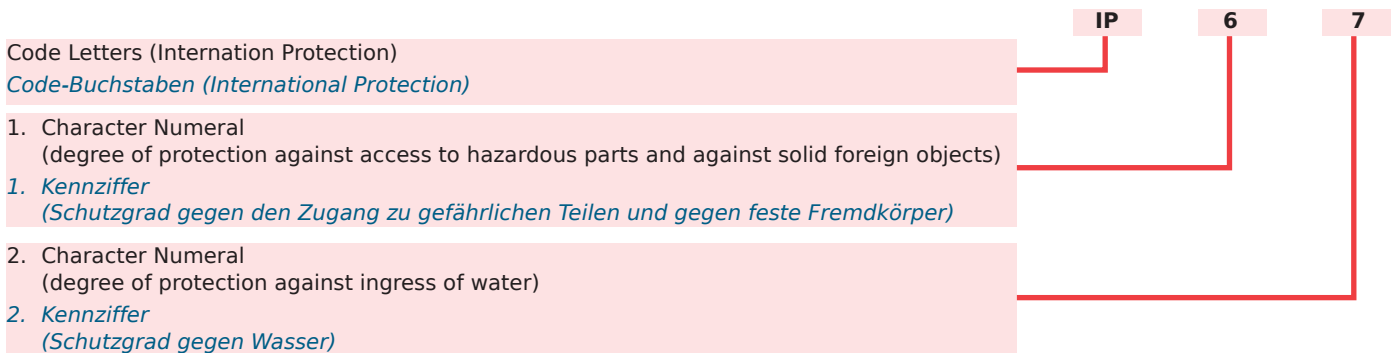 IP 6 7
Code Letters (Internation Protection)
Code-Buchstaben (International Protection)
1. Character Numeral
(degree of protection against access to hazardous parts and against solid foreign objects)
1. Kennziffer
(Schutzgrad gegen den Zugang zu gefährlichen Teilen und gegen feste Fremdkörper)
2. Character Numeral
(degree of protection against ingress of water)
2. Kennziffer
(Schutzgrad gegen Wasser)